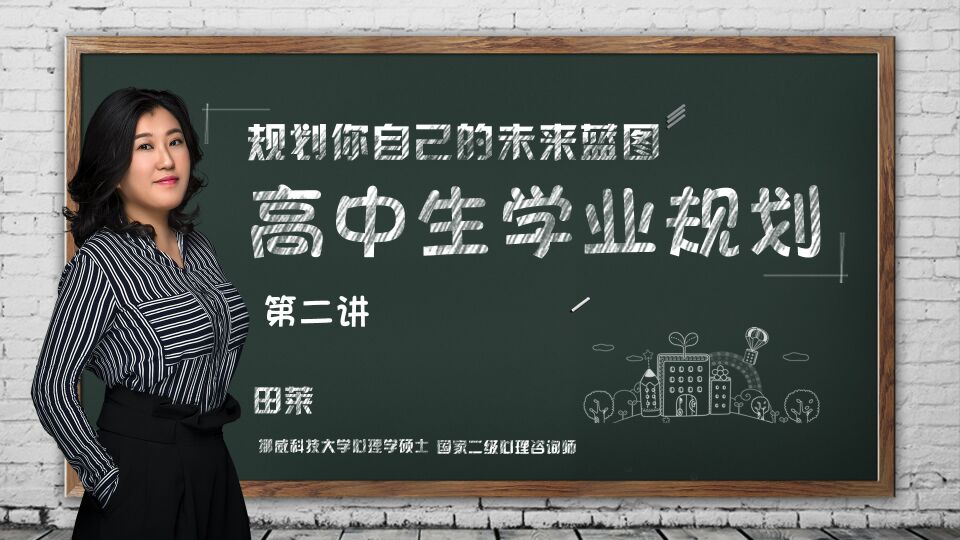 规划你自己的未来蓝图
高中生学业规划
第二讲
田莱
挪威科技大学心理学硕士 国家二级心理咨询师